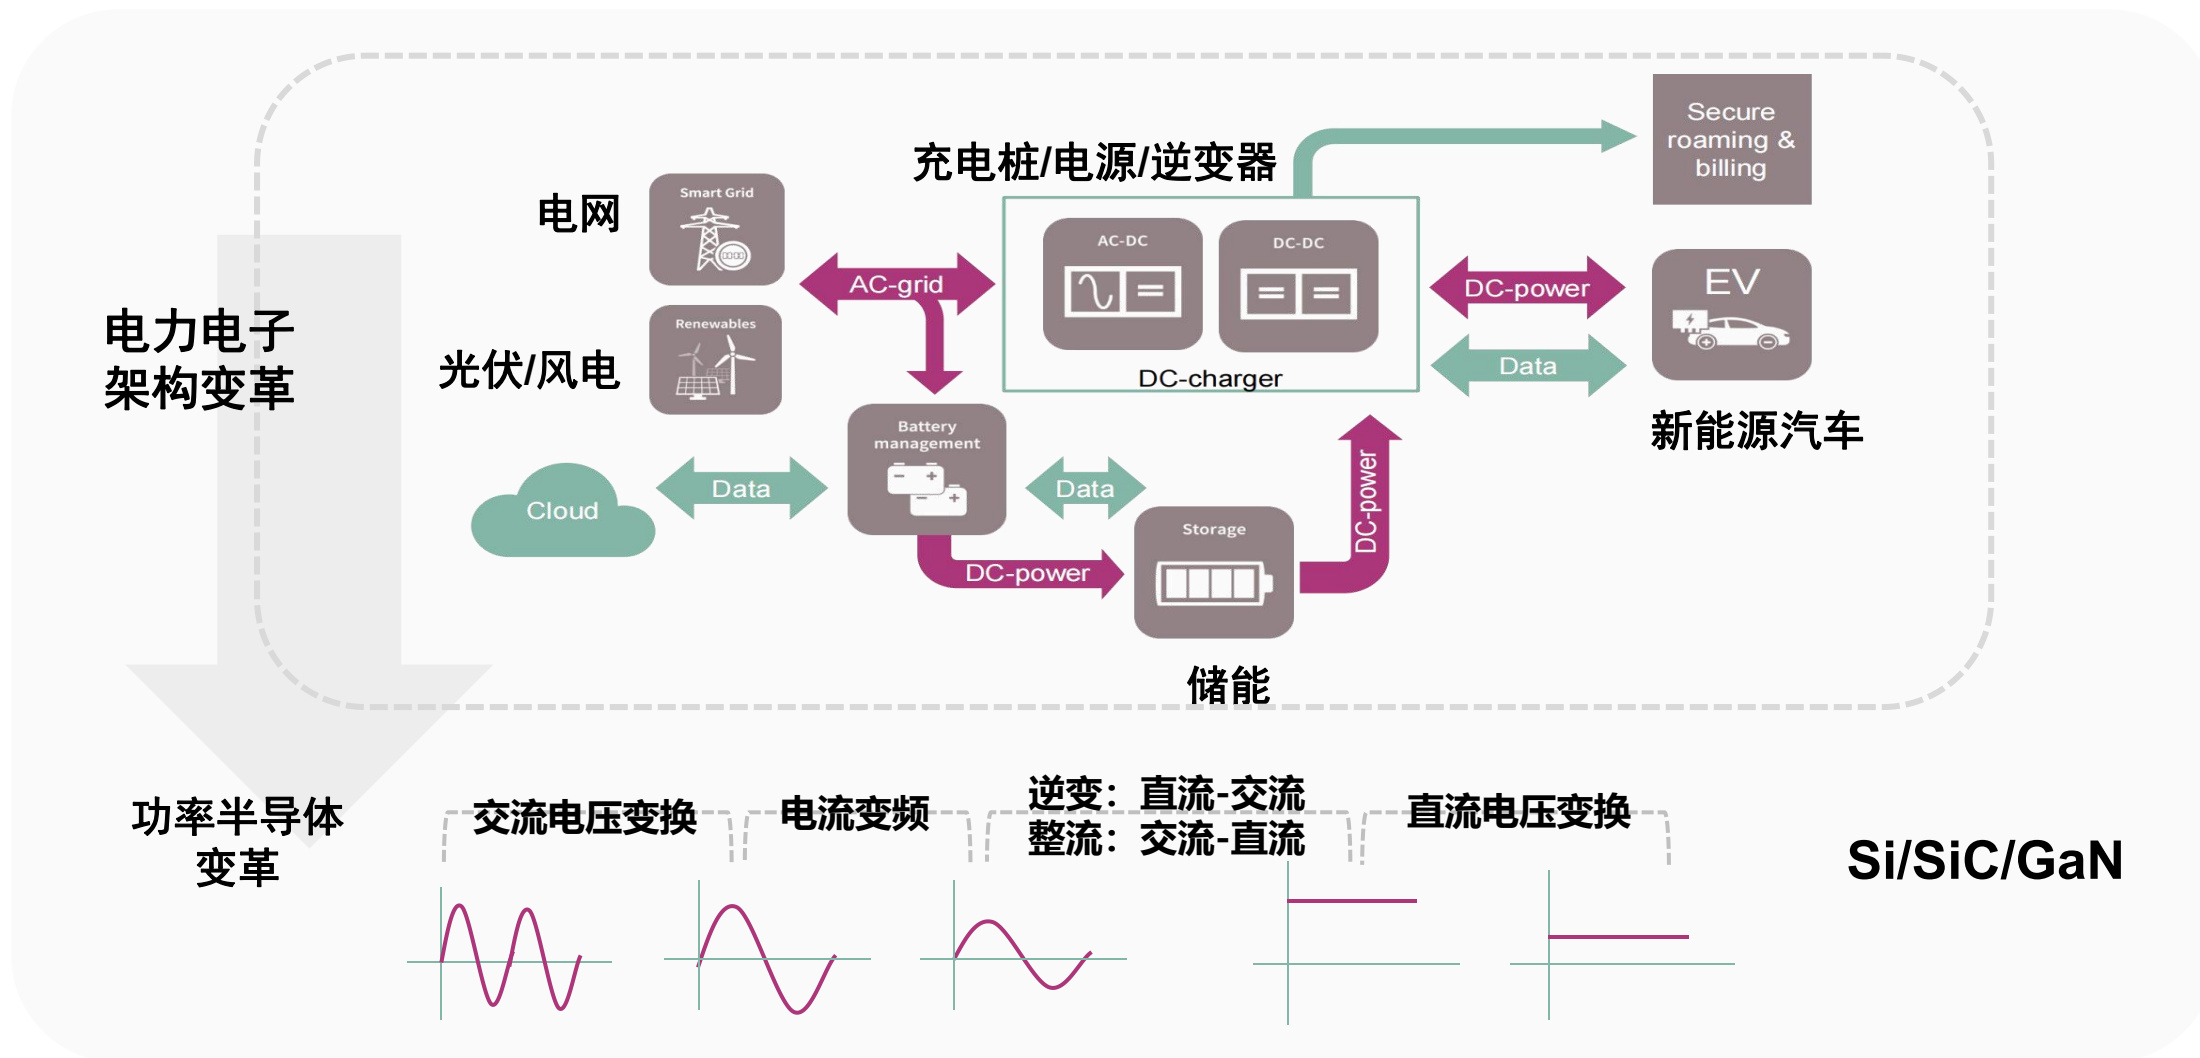 充电桩/电源/逆变器
Secure
roaming &
billing
电网
Smart Grid
AC-DC
DC-DC
AC-grid
DC-power
EV
电力电子
架构变革
光伏/风电
Renewables
DC-charger
Data
新能源汽车
Battery
management
Cloud
Data
Data
DC-power
Storage
DC-power
储能
功率半导体
变革
交流电压变换
电流变频
逆变：直流-交流
整流：交流-直流
直流电压变换
Si/SiC/GaN